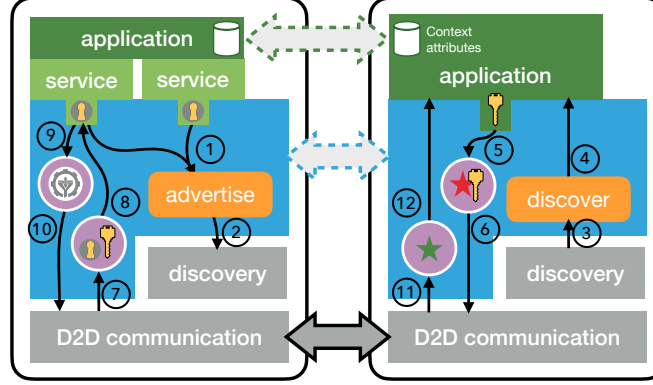 application
service
service
9
1
advertise
8
10
2
discovery
7
D2D communication
Context
attributes
application
5
4
12
discover
6
3
discovery
11
D2D communication